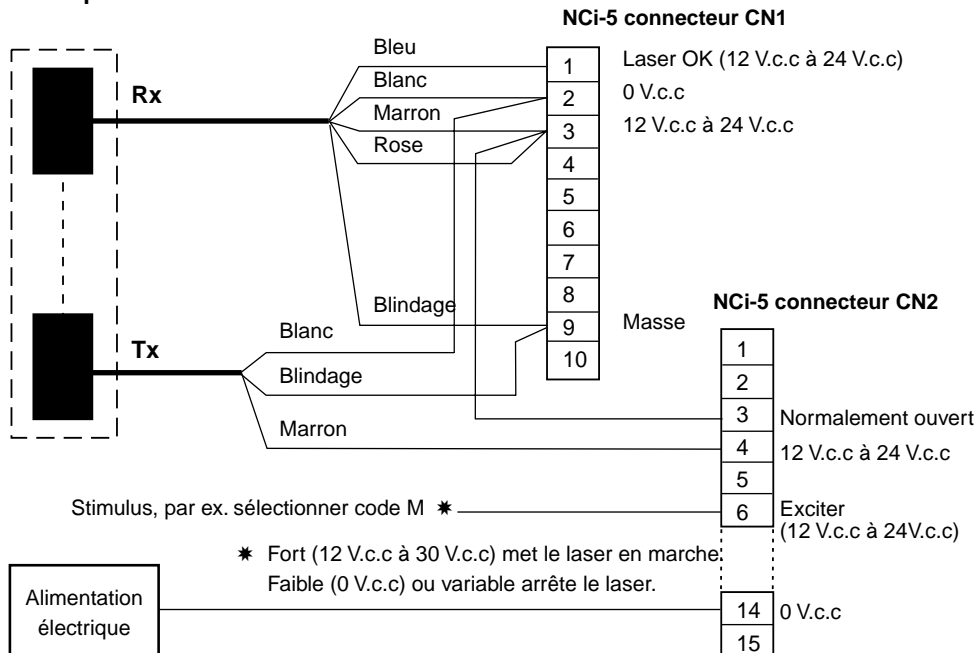 NCi-5 connecteur CN1
Bleu
Laser OK (12 V.c.c à 24 V.c.c)
1
Blanc
Rx
2
0 V.c.c
Marron
3
12 V.c.c à 24 V.c.c
Rose
4
5
6
7
8
NCi-5 connecteur CN2
Blindage
9
Masse
Blanc
Tx
1
10
Blindage
2
3
Normalement ouvert
Marron
4
12 V.c.c à 24 V.c.c
5
Stimulus, par ex. sélectionner code M ✷
6
Exciter
(12 V.c.c à 24V.c.c)
✷ Fort (12 V.c.c à 30 V.c.c) met le laser en marche
Faible (0 V.c.c) ou variable arrête le laser.
Alimentation
électrique
14
0 V.c.c
15